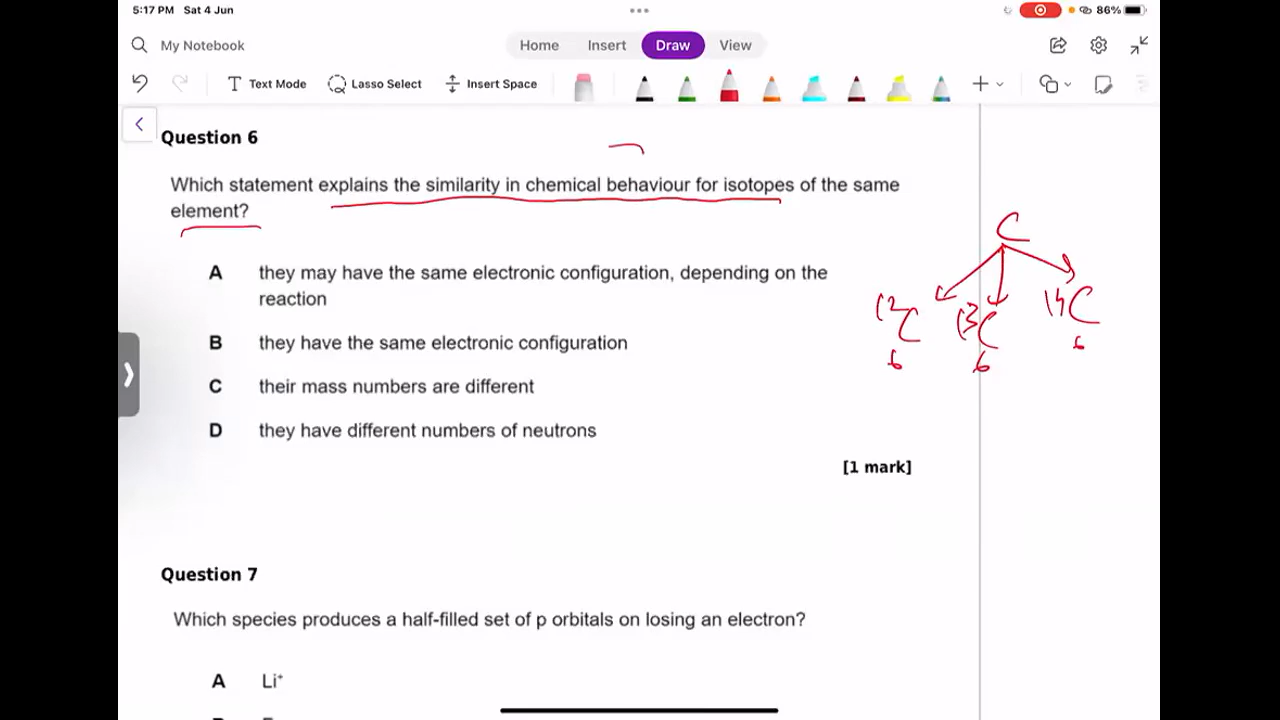 5:17 PM Sat 4 Jun
86%
My Notebook
Home Insert Draw View
Text Mode Lasso Select Insert Space
Question 6
Which statement explains the similarity in chemical behaviour for isotopes of the same
element?
A they may have the same electronic configuration, depending on the
reaction
B they have the same electronic configuration
C their mass numbers are different
D they have different numbers of neutrons
[1 mark]
C
12 C 6 13 C 6 14 C 6
Question 7
Which species produces a half-filled set of p orbitals on losing an electron?
A Li⁺